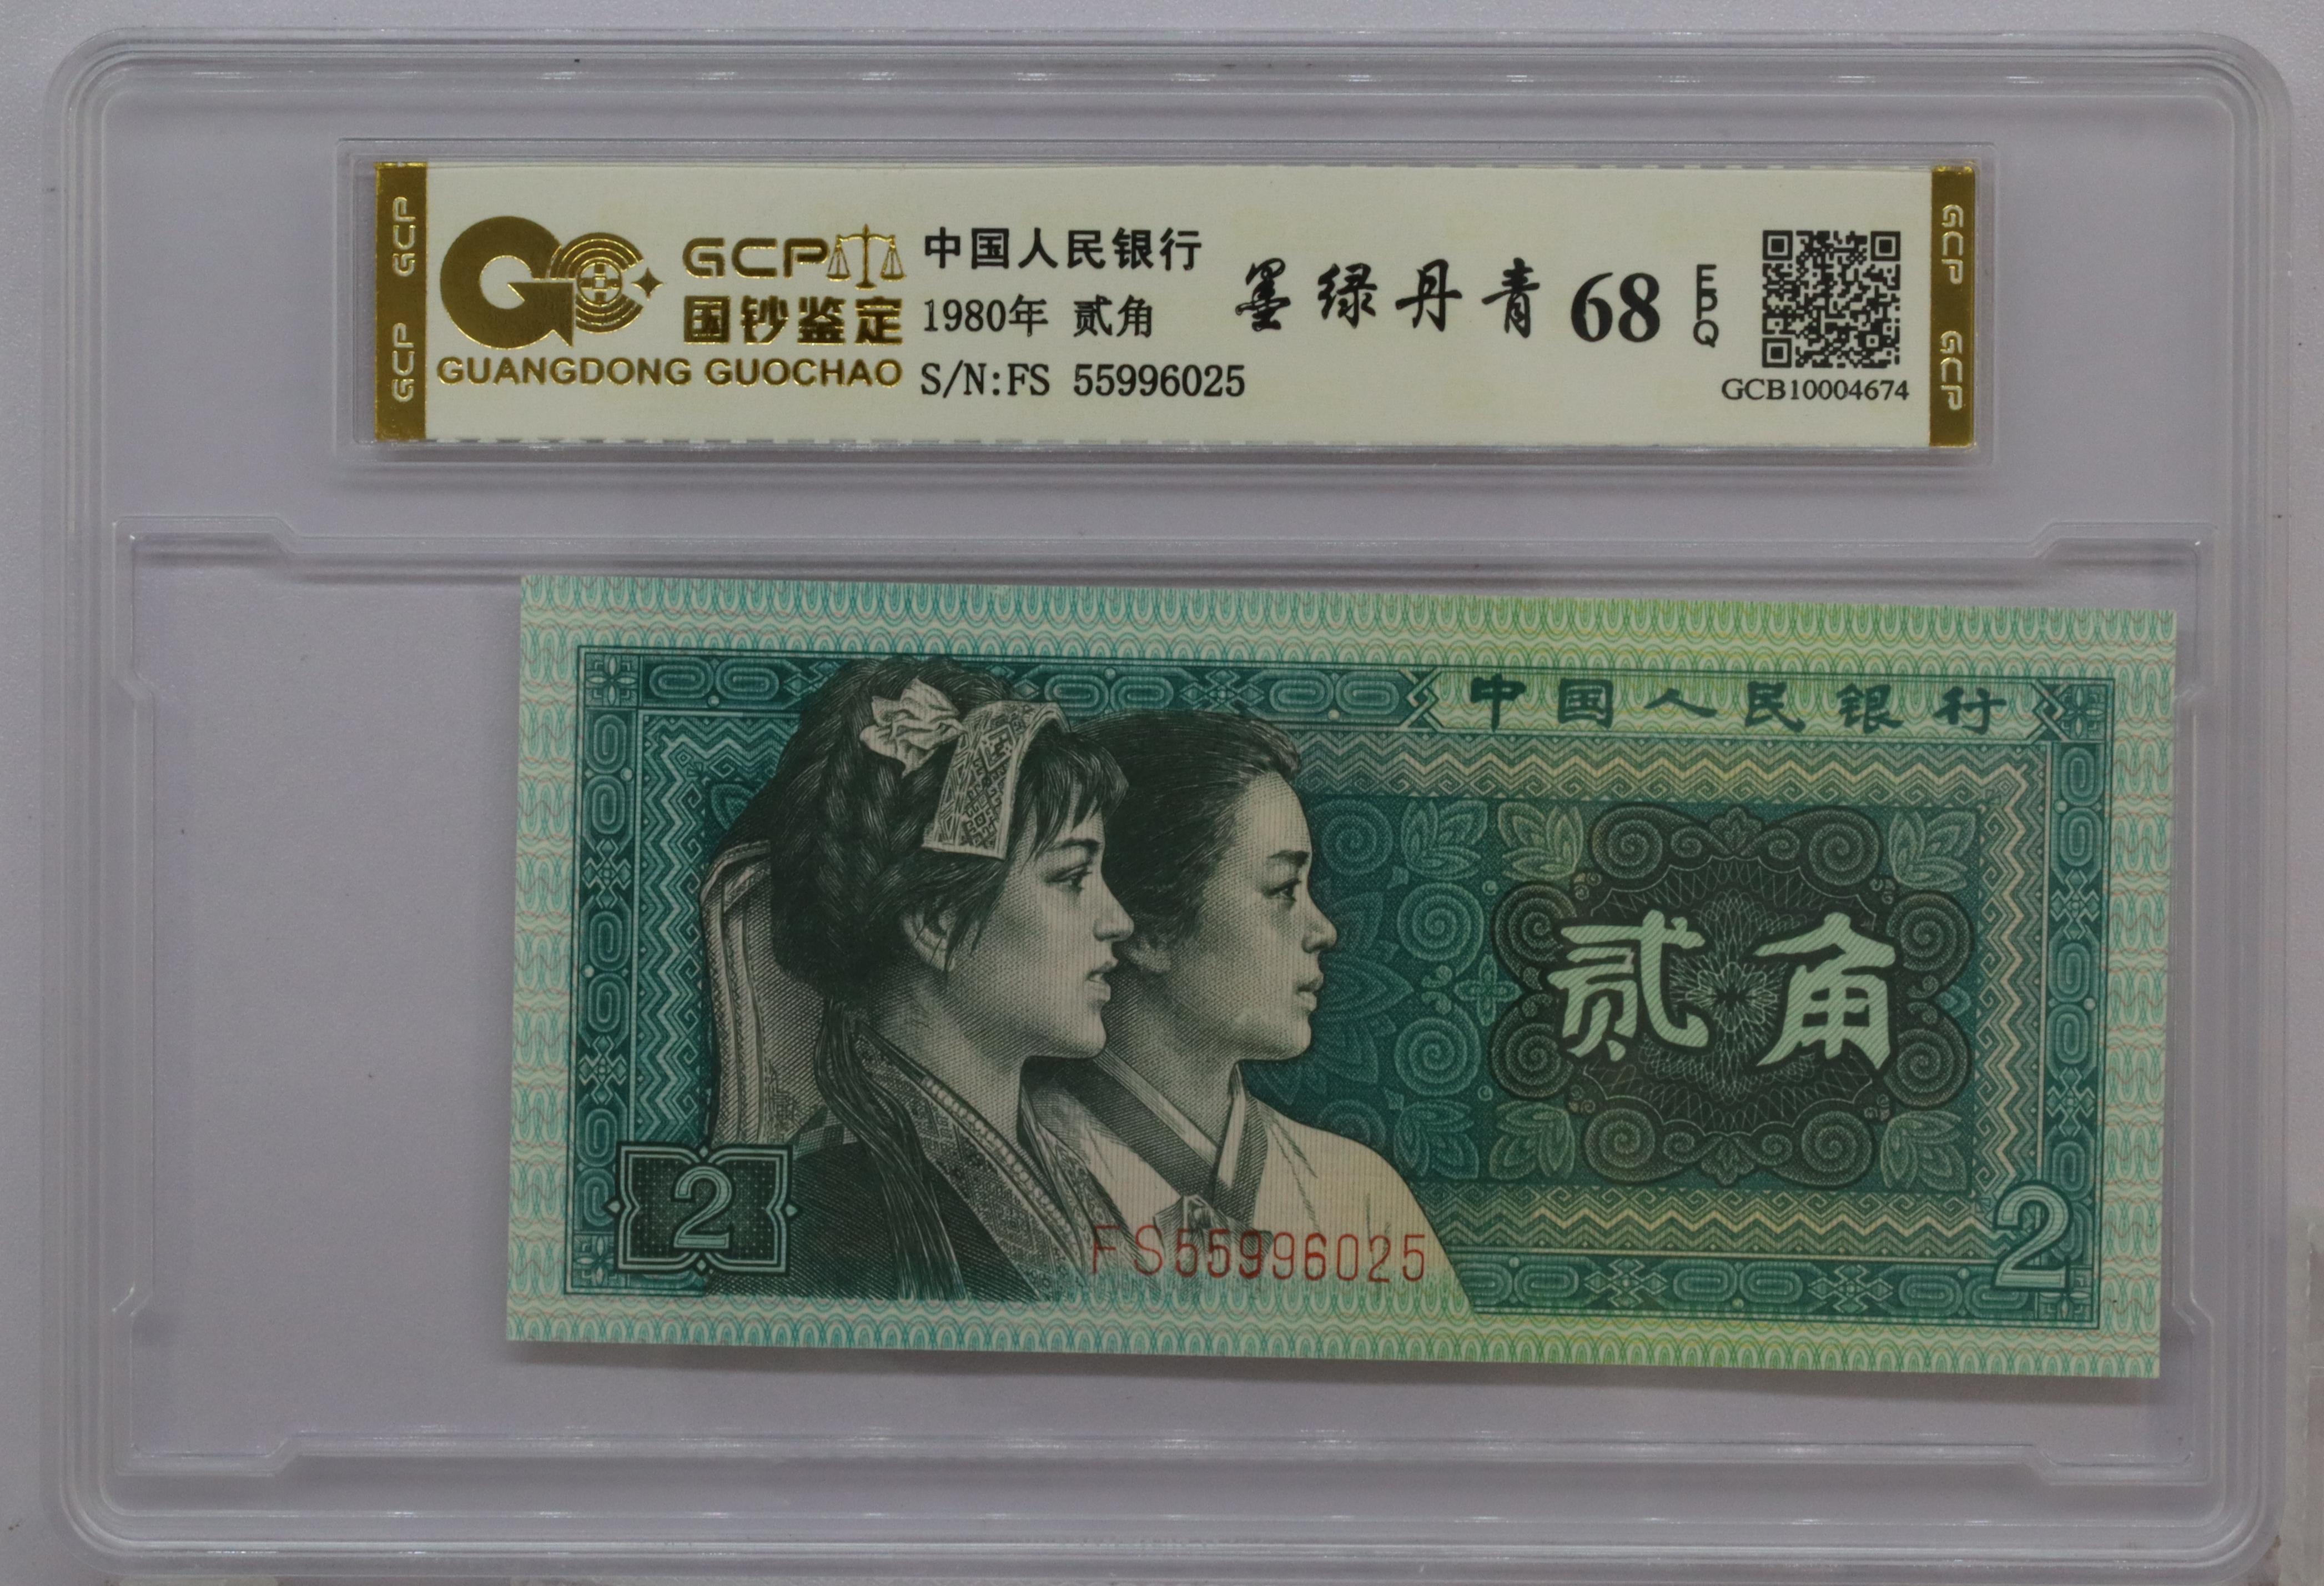 GCP GCP
GCP
国钞鉴定
GUANGDONG GUOCHAO
中国人民银行
1980年 贰角
S/N:FS 55996025
墨绿丹青 68 EPQ
GCB10004674
GCP GCP
中国人民银行
贰角
2
FS55996025
2